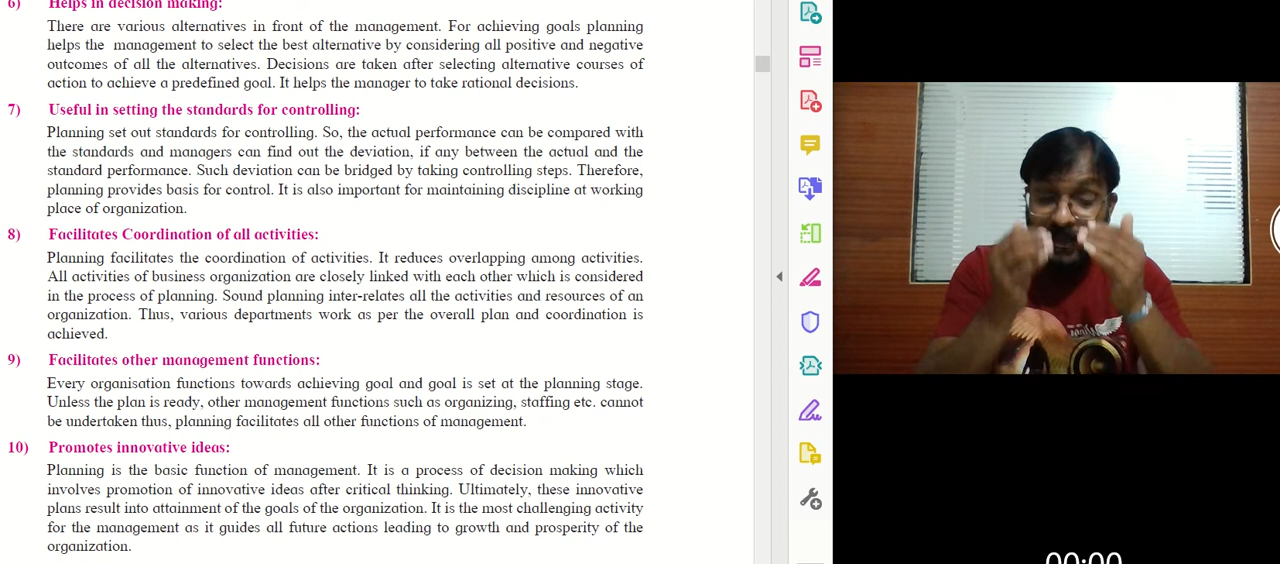 6) Helps in decision making:
There are various alternatives in front of the management. For achieving goals planning
helps the management to select the best alternative by considering all positive and negative
outcomes of all the alternatives. Decisions are taken after selecting alternative courses of
action to achieve a predefined goal. It helps the manager to take rational decisions.
7) Useful in setting the standards for controlling:
Planning set out standards for controlling. So, the actual performance can be compared with
the standards and managers can find out the deviation, if any between the actual and the
standard performance. Such deviation can be bridged by taking controlling steps. Therefore,
planning provides basis for control. It is also important for maintaining discipline at working
place of organization.
8) Facilitates Coordination of all activities:
Planning facilitates the coordination of activities. It reduces overlapping among activities.
All activities of business organization are closely linked with each other which is considered
in the process of planning. Sound planning inter-relates all the activities and resources of an
organization. Thus, various departments work as per the overall plan and coordination is
achieved.
9) Facilitates other management functions:
Every organisation functions towards achieving goal and goal is set at the planning stage.
Unless the plan is ready, other management functions such as organizing, staffing etc. cannot
be undertaken thus, planning facilitates all other functions of management.
10) Promotes innovative ideas:
Planning is the basic function of management. It is a process of decision making which
involves promotion of innovative ideas after critical thinking. Ultimately, these innovative
plans result into attainment of the goals of the organization. It is the most challenging activity
for the management as it guides all future actions leading to growth and prosperity of the
organization.
00:00